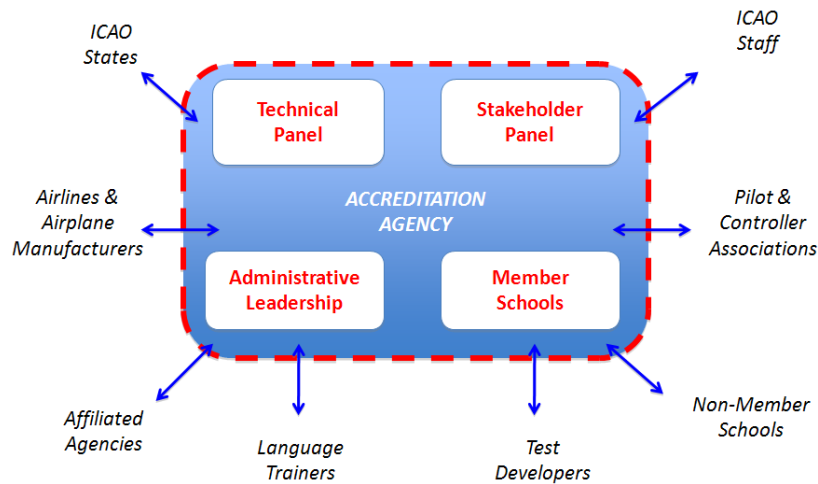 ICAO
States
ICAO
Staff
Technical
Panel
Stakeholder
Panel
Airlines &
Airplane
Manufacturers
ACCREDITATION
AGENCY
Pilot &
Controller
Associations
Administrative
Leadership
Member
Schools
Affiliated
Agencies
Language
Trainers
Test
Developers
Non-Member
Schools